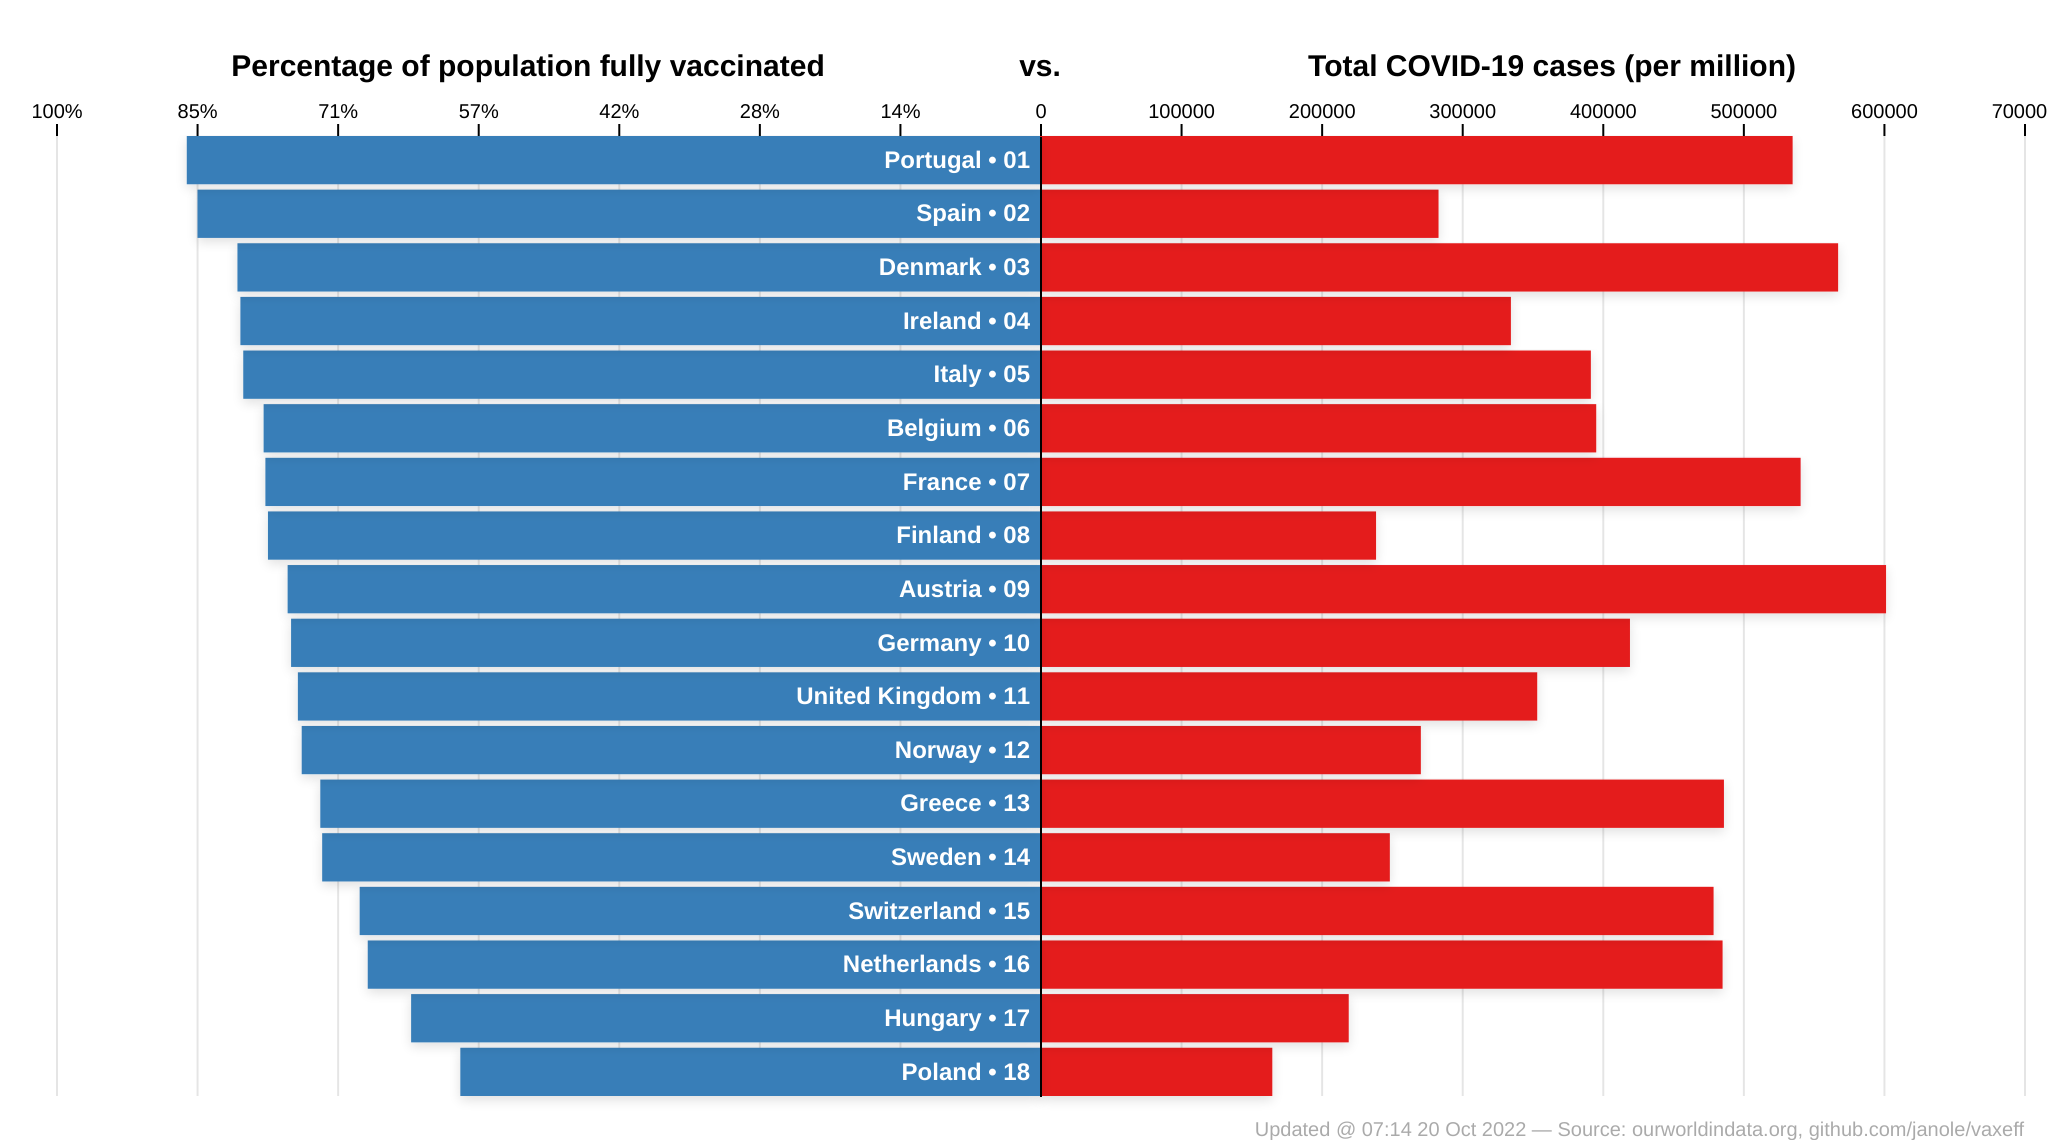 Percentage of population fully vaccinated vs. Total COVID-19 cases (per million)
100% 85% 71% 57% 42% 28% 14% 0 100000 200000 300000 400000 500000 600000 70000
Portugal • 01
Spain • 02
Denmark • 03
Ireland • 04
Italy • 05
Belgium • 06
France • 07
Finland • 08
Austria • 09
Germany • 10
United Kingdom • 11
Norway • 12
Greece • 13
Sweden • 14
Switzerland • 15
Netherlands • 16
Hungary • 17
Poland • 18
Updated @ 07:14 20 Oct 2022 — Source: ourworldindata.org, github.com/janole/vaxeff